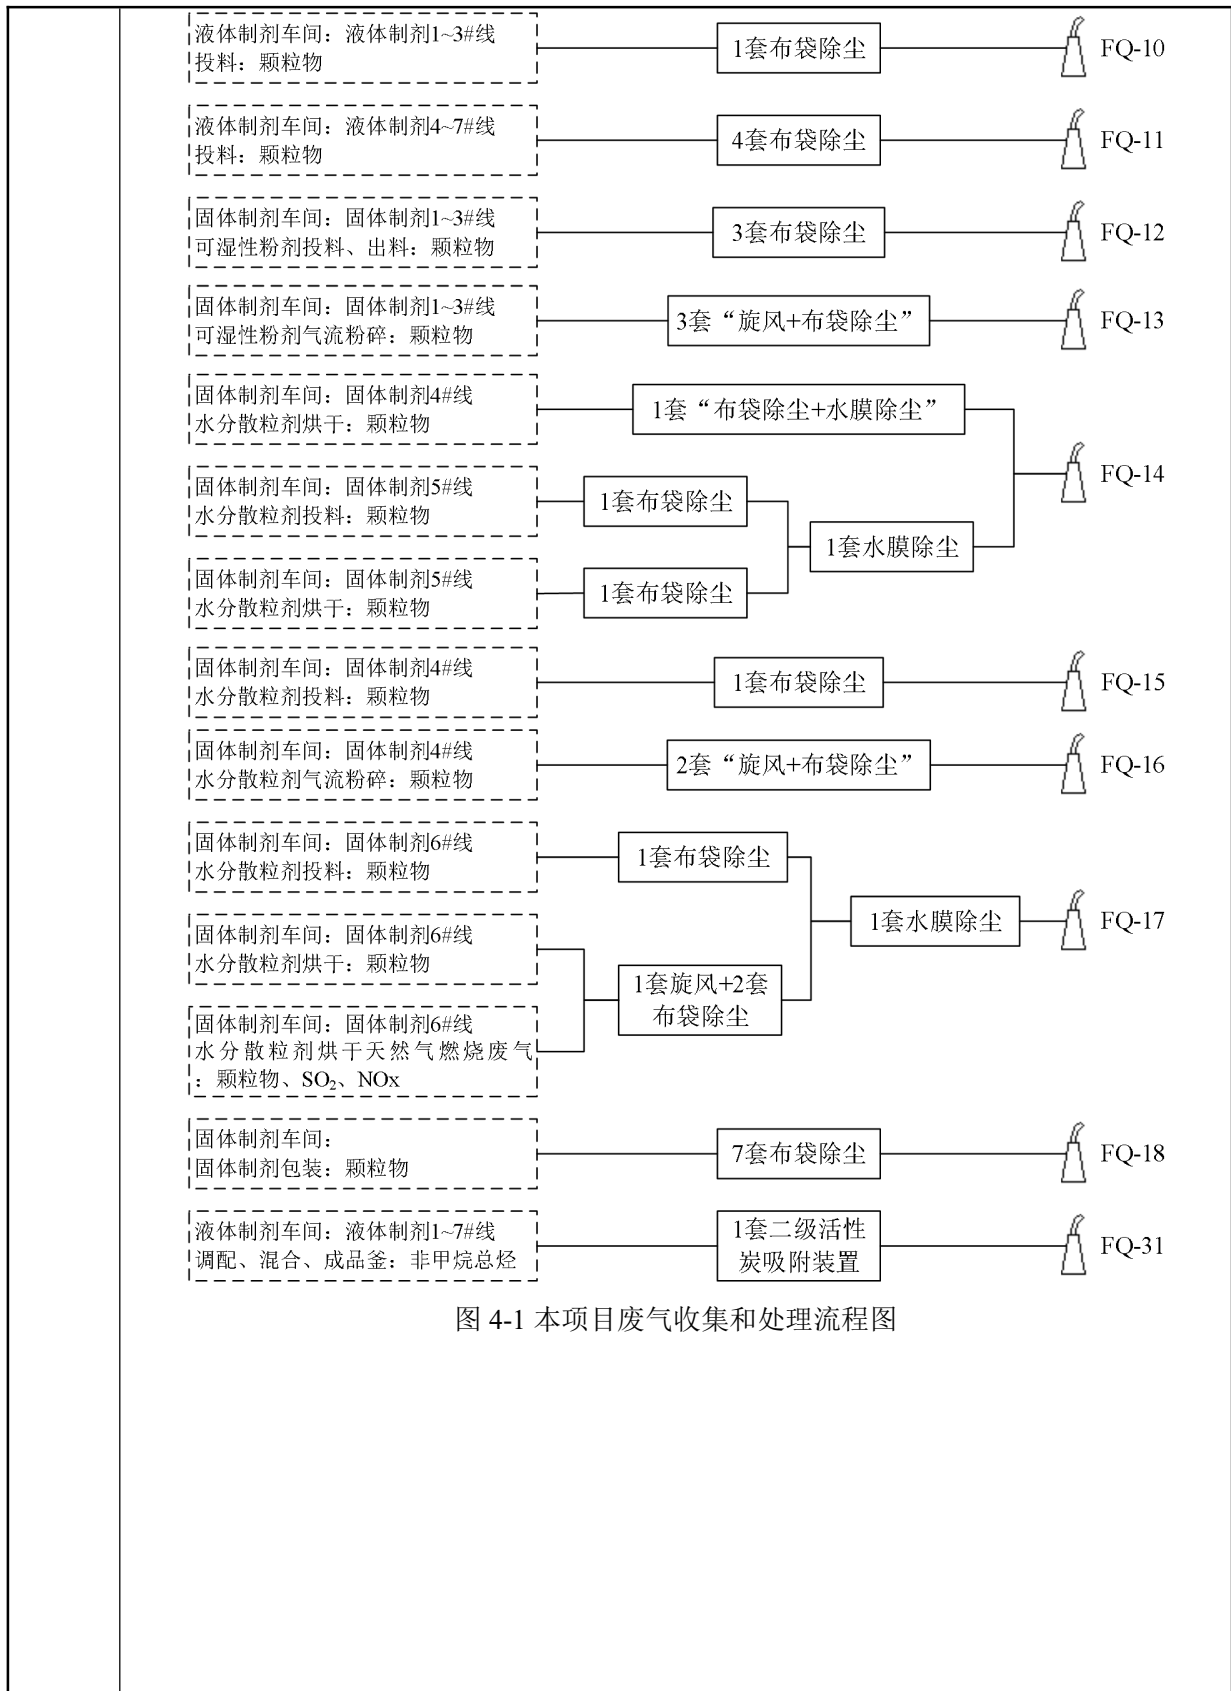 液体制剂车间：液体制剂1~3#线
投料：颗粒物
1套布袋除尘
FQ-10
液体制剂车间：液体制剂4~7#线
投料：颗粒物
4套布袋除尘
FQ-11
固体制剂车间：固体制剂1~3#线
可湿性粉剂投料、出料：颗粒物
3套布袋除尘
FQ-12
固体制剂车间：固体制剂1~3#线
可湿性粉剂气流粉碎：颗粒物
3套“旋风+布袋除尘”
FQ-13
固体制剂车间：固体制剂4#线
水分散粒剂烘干：颗粒物
1套“布袋除尘+水膜除尘”
FQ-14
固体制剂车间：固体制剂5#线
水分散粒剂投料：颗粒物
1套布袋除尘
1套水膜除尘
固体制剂车间：固体制剂5#线
水分散粒剂烘干：颗粒物
1套布袋除尘
固体制剂车间：固体制剂4#线
水分散粒剂投料：颗粒物
1套布袋除尘
FQ-15
固体制剂车间：固体制剂4#线
水分散粒剂气流粉碎：颗粒物
2套“旋风+布袋除尘”
FQ-16
固体制剂车间：固体制剂6#线
水分散粒剂投料：颗粒物
1套布袋除尘
1套水膜除尘
FQ-17
固体制剂车间：固体制剂6#线
水分散粒剂烘干：颗粒物
1套旋风+2套
布袋除尘
固体制剂车间：固体制剂6#线
水分散粒剂烘干天然气燃烧废气
：颗粒物、SO₂、NOx
固体制剂车间：
固体制剂包装：颗粒物
7套布袋除尘
FQ-18
液体制剂车间：液体制剂1~7#线
调配、混合、成品釜：非甲烷总烃
1套二级活性
炭吸附装置
FQ-31
图 4-1 本项目废气收集和处理流程图